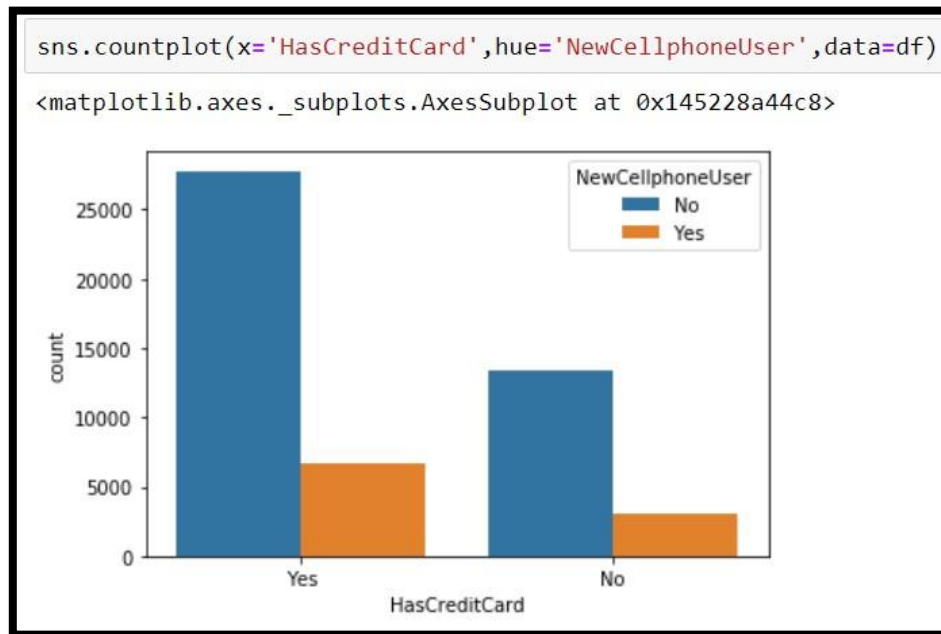 sns.countplot(x='HasCreditCard',hue='NewCellphoneUser',data=df)
<matplotlib.axes._subplots.AxesSubplot at 0x145228a44c8>
NewCellphoneUser
No
Yes
25000
20000
15000
10000
5000
0
count
Yes No
HasCreditCard